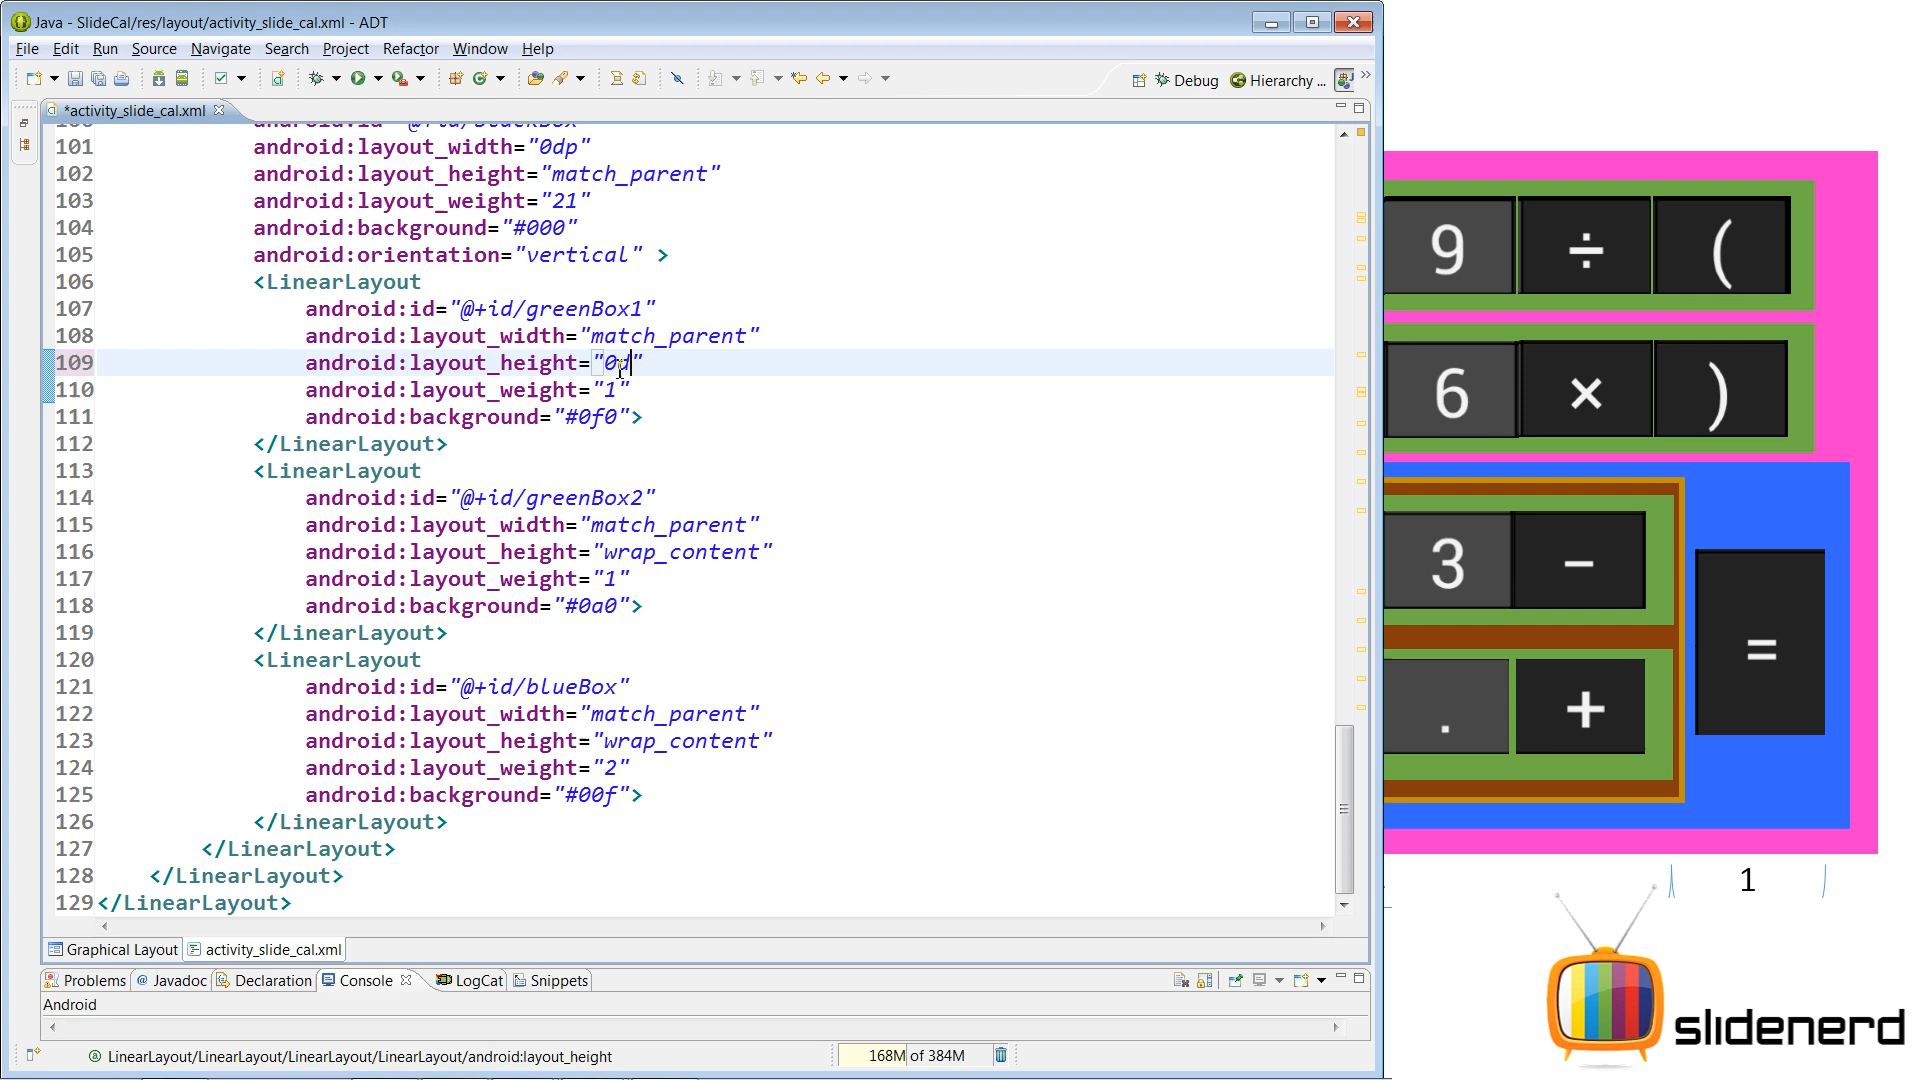 Java - SlideCal/res/layout/activity_slide_cal.xml - ADT
File Edit Run Source Navigate Search Project Refactor Window Help
Debug Hierarchy ...
*activity_slide_cal.xml
101 android:layout_width="0dp"
102 android:layout_height="match_parent"
103 android:layout_weight="21"
104 android:background="#000"
105 android:orientation="vertical" >
106 <LinearLayout
107 android:id="@+id/greenBox1"
108 android:layout_width="match_parent"
109 android:layout_height="0d"
110 android:layout_weight="1"
111 android:background="#0f0">
112 </LinearLayout>
113 <LinearLayout
114 android:id="@+id/greenBox2"
115 android:layout_width="match_parent"
116 android:layout_height="wrap_content"
117 android:layout_weight="1"
118 android:background="#0a0">
119 </LinearLayout>
120 <LinearLayout
121 android:id="@+id/blueBox"
122 android:layout_width="match_parent"
123 android:layout_height="wrap_content"
124 android:layout_weight="2"
125 android:background="#00f">
126 </LinearLayout>
127 </LinearLayout>
128 </LinearLayout>
129 </LinearLayout>
Graphical Layout activity_slide_cal.xml
Problems @ Javadoc Declaration Console LogCat Snippets
Android
LinearLayout/LinearLayout/LinearLayout/LinearLayout/android:layout_height
168M of 384M
9 ÷ (
6 × )
3 −
=
. +
1
slidenerd